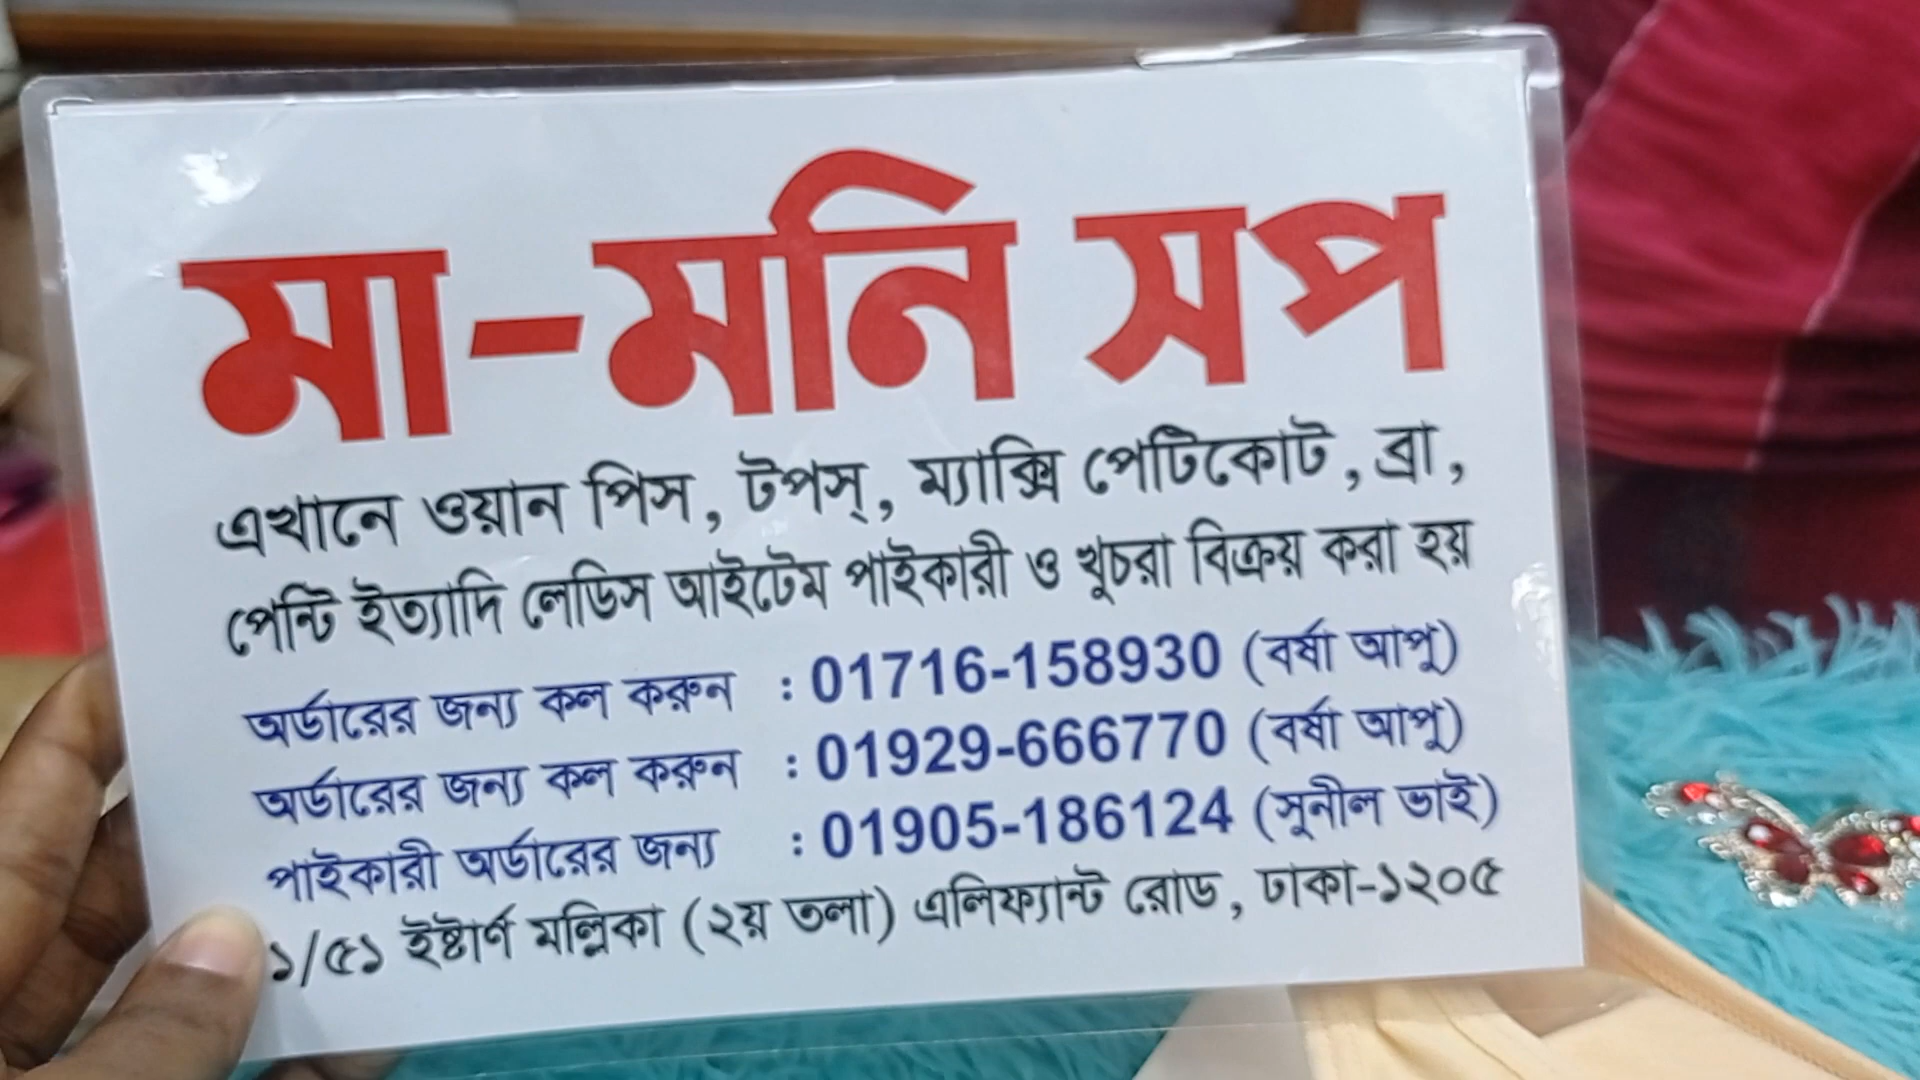 মা-মনি সপ
এখানে ওয়ান পিস, টপস্, ম্যাক্সি পেটিকোট, ব্রা,
পেন্টি ইত্যাদি লেডিস আইটেম পাইকারী ও খুচরা বিক্রয় করা হয়
অর্ডারের জন্য কল করুন : 01716-158930 (বর্ষা আপু)
অর্ডারের জন্য কল করুন : 01929-666770 (বর্ষা আপু)
পাইকারী অর্ডারের জন্য : 01905-186124 (সুনীল ভাই)
১/৫১ ইষ্টার্ণ মল্লিকা (২য় তলা) এলিফ্যান্ট রোড, ঢাকা-১২০৫